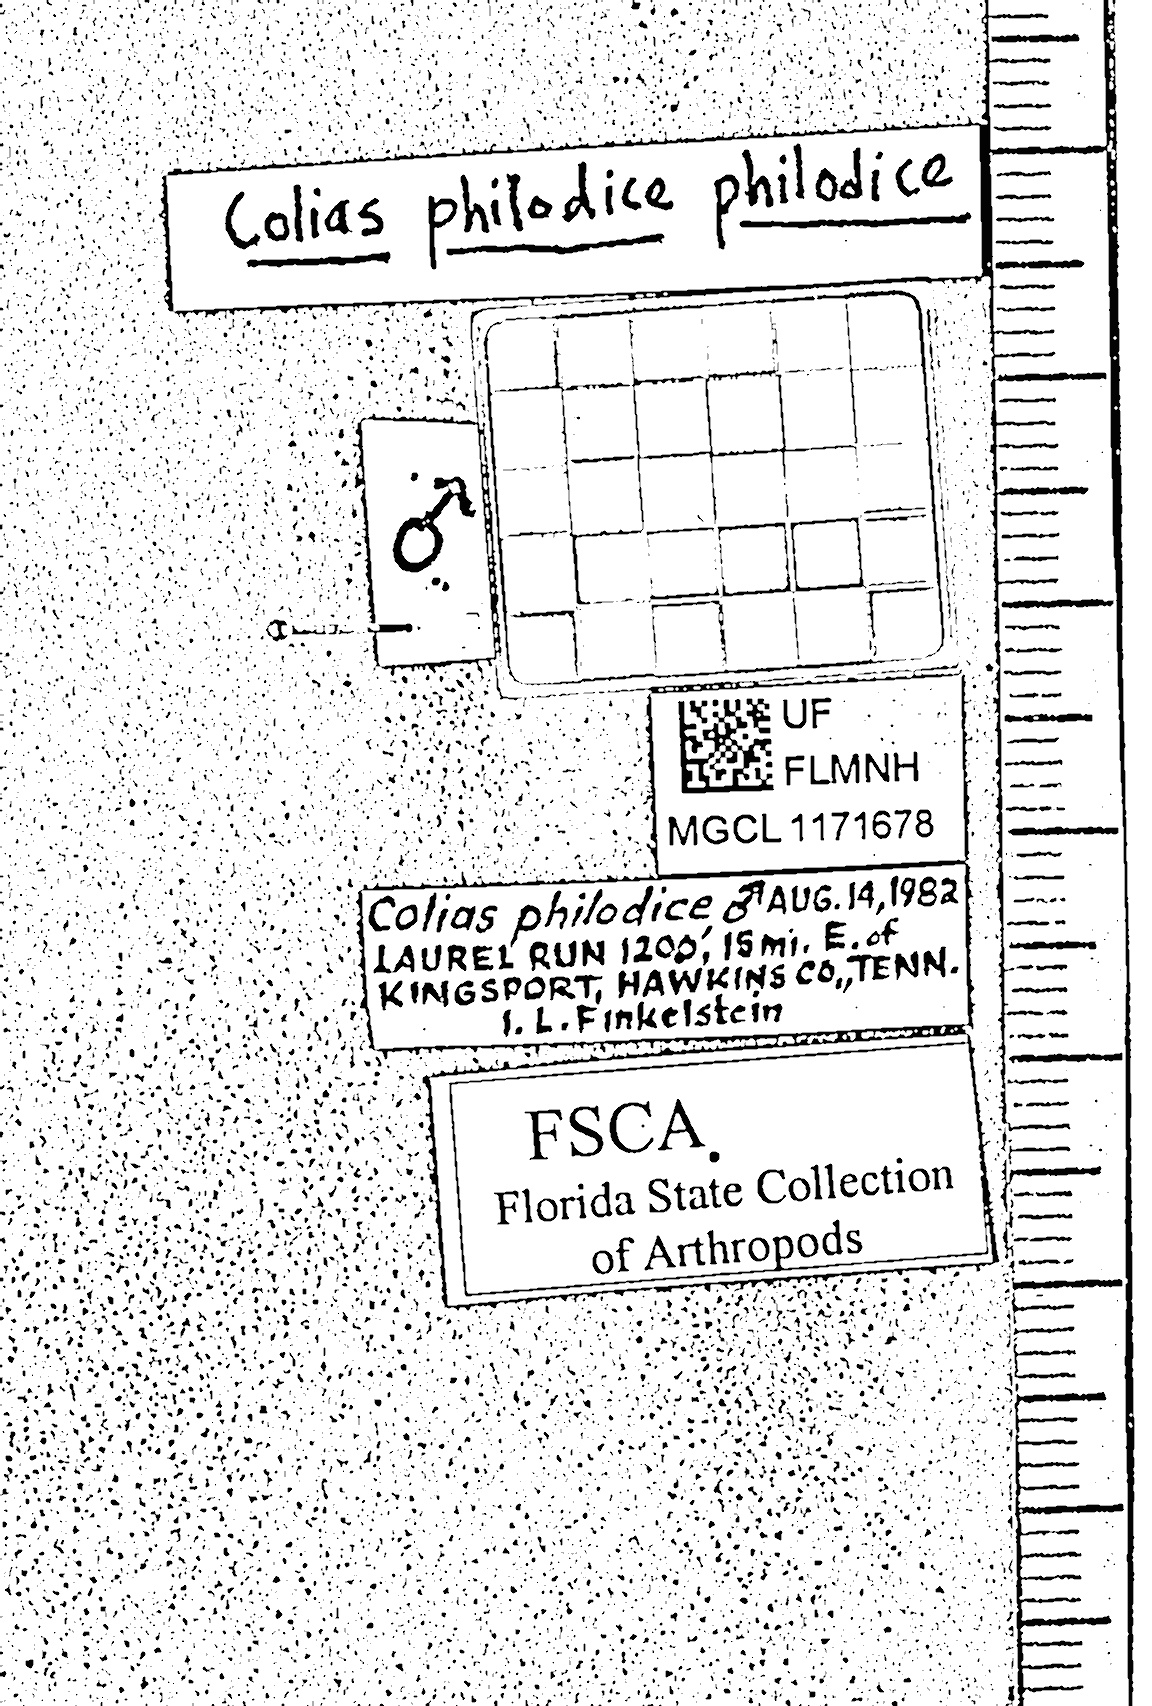 Colias philodice philodice
♂
UF
FLMNH
MGCL 1171678
Colias philodice ♂ AUG. 14, 1982
LAUREL RUN 1200', 15 mi. E. of
KINGSPORT, HAWKINS CO., TENN.
I. L. Finkelstein
FSCA
Florida State Collection
of Arthropods